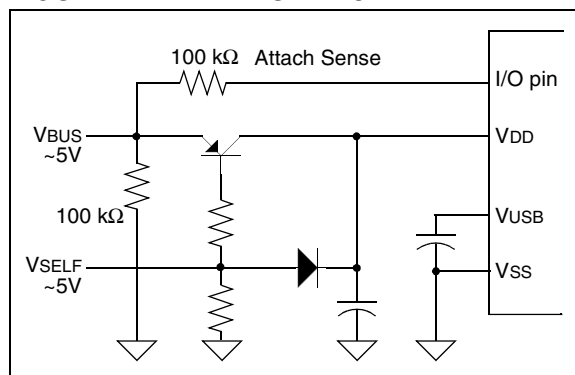 100 kΩ Attach Sense
I/O pin
VBUS
~5V
VDD
100 kΩ
VUSB
VSELF
~5V
VSS